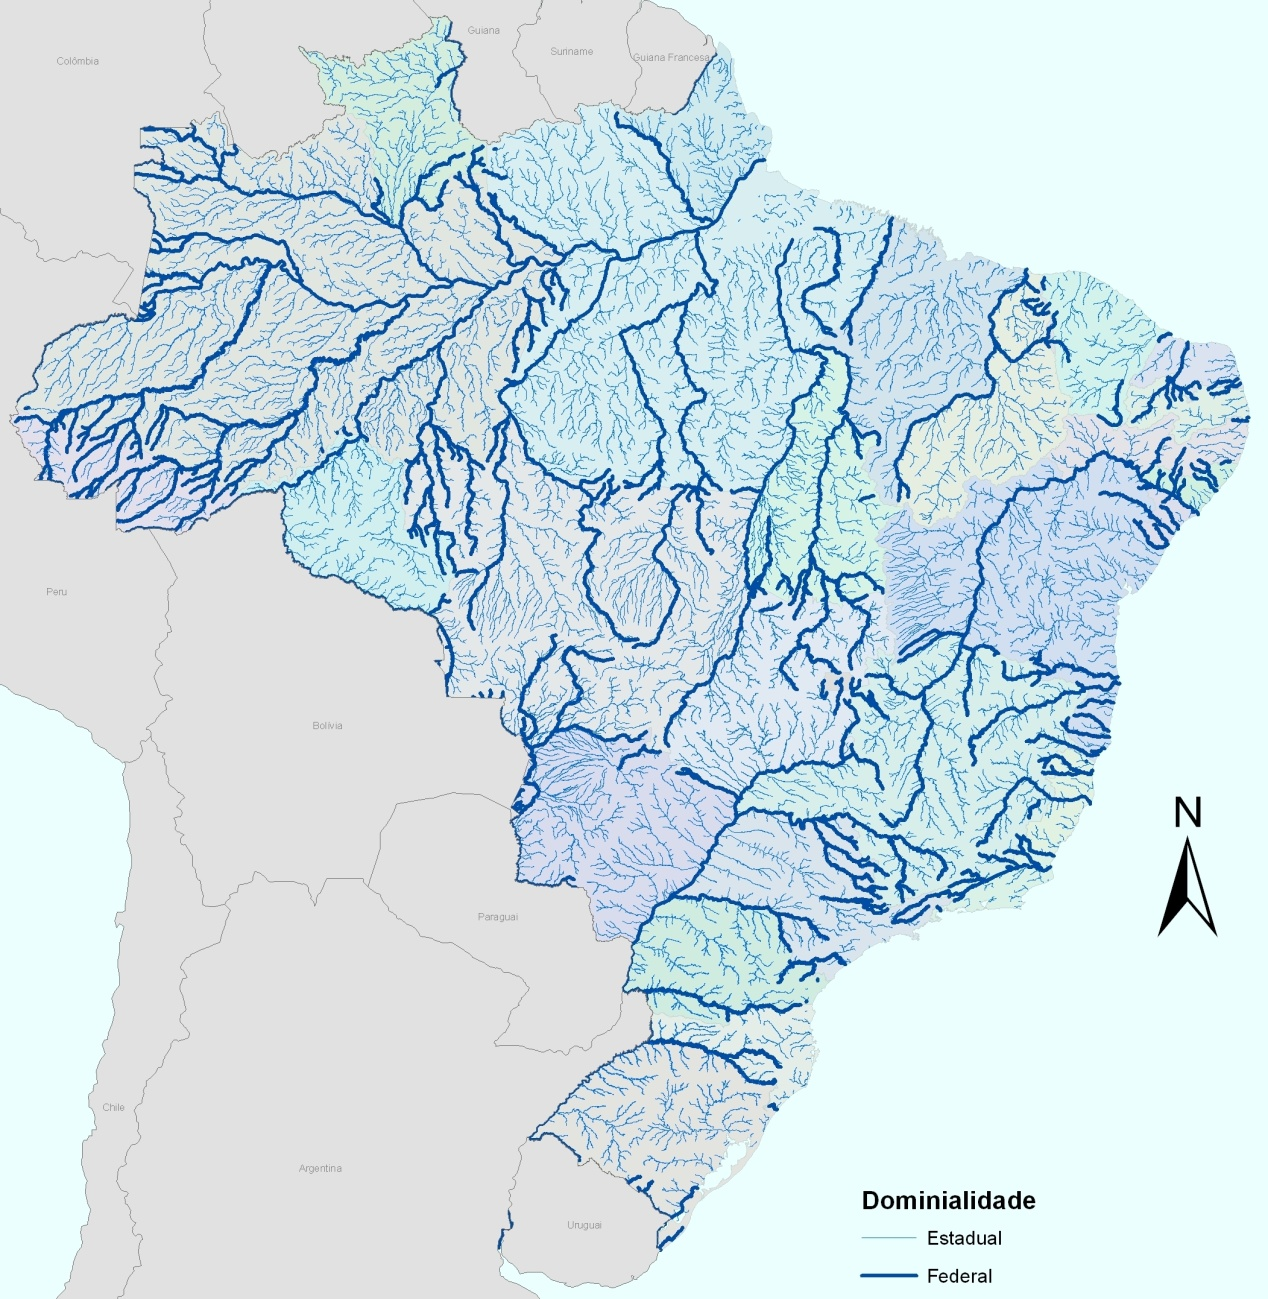 Guiana
Suriname
Guiana Francesa
Colômbia
Peru
Bolívia
N
Paraguai
Chile
Argentina
Uruguai
Dominialidade
Estadual
Federal